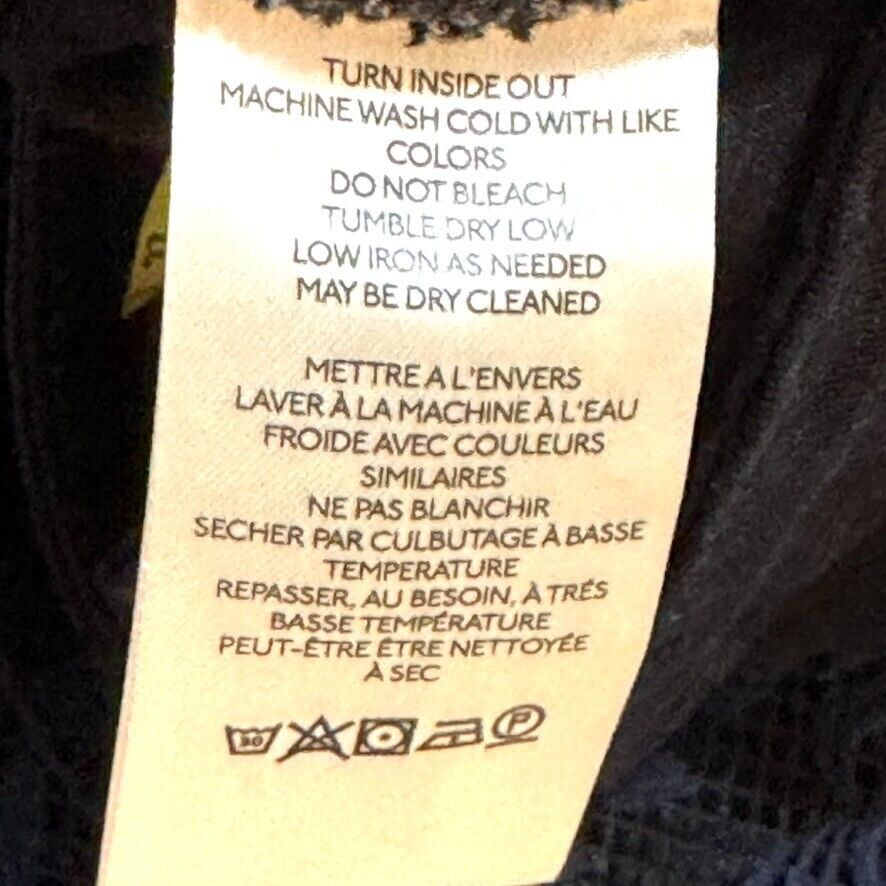 TURN INSIDE OUT
MACHINE WASH COLD WITH LIKE
COLORS
DO NOT BLEACH
TUMBLE DRY LOW
LOW IRON AS NEEDED
MAY BE DRY CLEANED
METTRE A L'ENVERS
LAVER À LA MACHINE À L'EAU
FROIDE AVEC COULEURS
SIMILAIRES
NE PAS BLANCHIR
SECHER PAR CULBUTAGE À BASSE
TEMPERATURE
REPASSER, AU BESOIN, À TRÉS
BASSE TEMPÉRATURE
PEUT-ÊTRE ÊTRE NETTOYÉE
À SEC
30 P